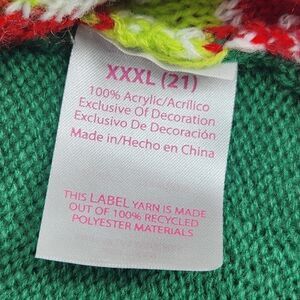 XXXL (21)
100% Acrylic/Acrílico
Exclusive Of Decoration
Exclusivo De Decoración
Made in/Hecho en China
THIS LABEL YARN IS MADE
OUT OF 100% RECYCLED
POLYESTER MATERIALS